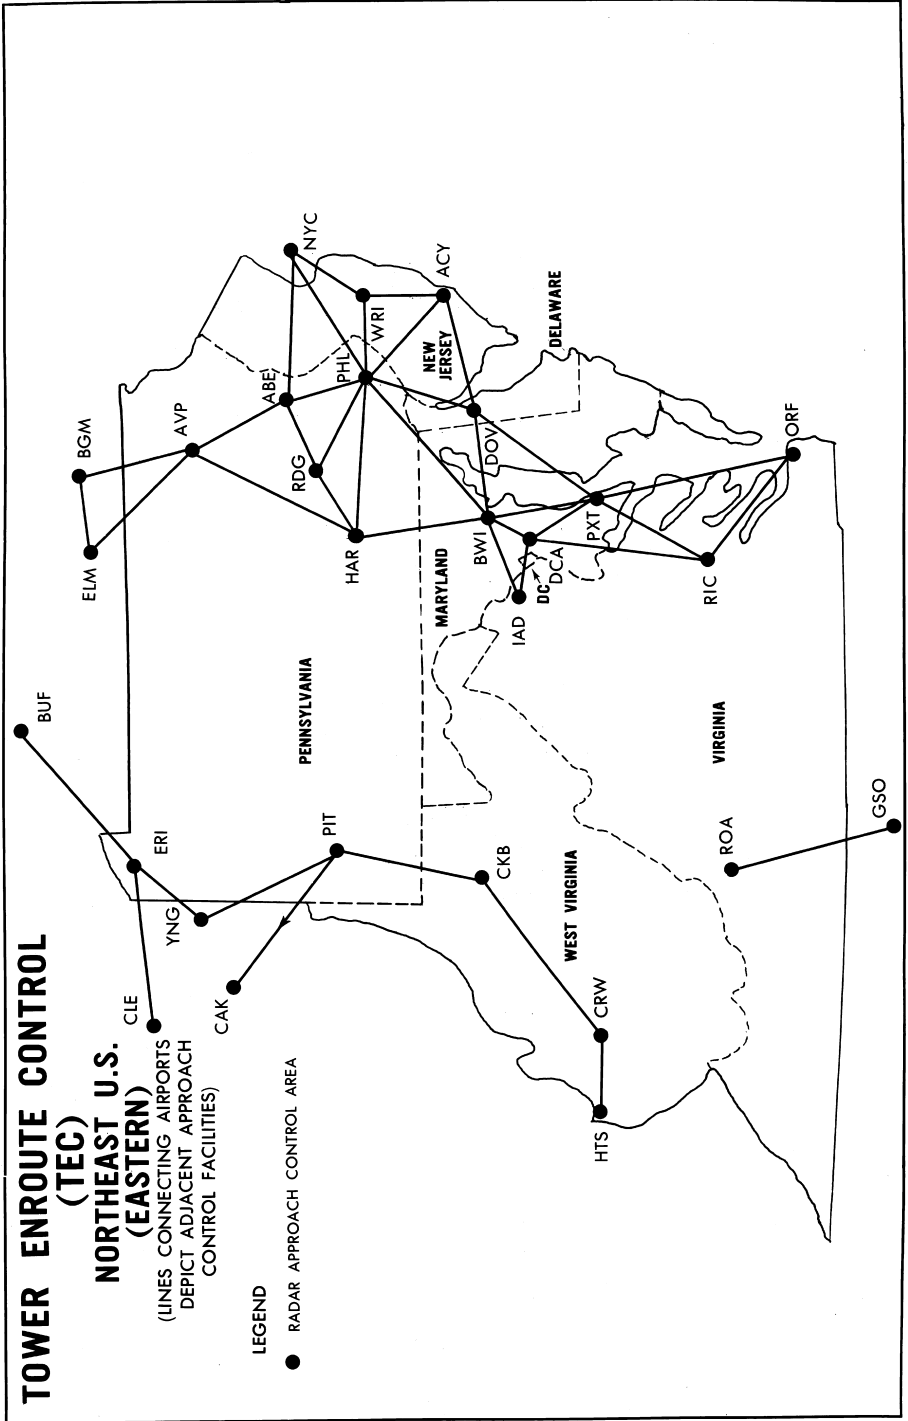 TOWER ENROUTE CONTROL
(TEC)
NORTHEAST U.S.
(EASTERN)
(LINES CONNECTING AIRPORTS
DEPICT ADJACENT APPROACH
CONTROL FACILITIES)
LEGEND
RADAR APPROACH CONTROL AREA
BUF
BGM
ELM
AVP
ERI
YNG
CLE
CAK
PIT
PENNSYLVANIA
HAR
RDG
ABE
PHL
NYC
WRI
ACY
NEW
JERSEY
DELAWARE
DOV
MARYLAND
BWI
IAD
DC
DCA
PXT
RIC
ORF
CKB
WEST VIRGINIA
VIRGINIA
CRW
HTS
ROA
GSO